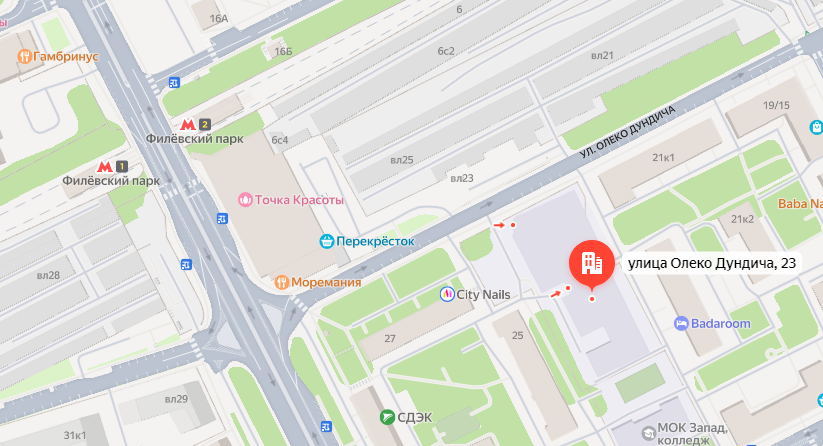 16А
6
16Б
6с2
вл21
Гамбринус
19/15
2
Филёвский парк
6с4
УЛ. ОЛЕКО ДУНДИЧА
1
Филёвский парк
вл25
21к1
вл23
Точка Красоты
Baba Na
21к2
Перекрёсток
улица Олеко Дундича, 23
вл28
Моремания
City Nails
Badaroom
27
25
вл29
СДЭК
31к1
МОК Запад,
колледж